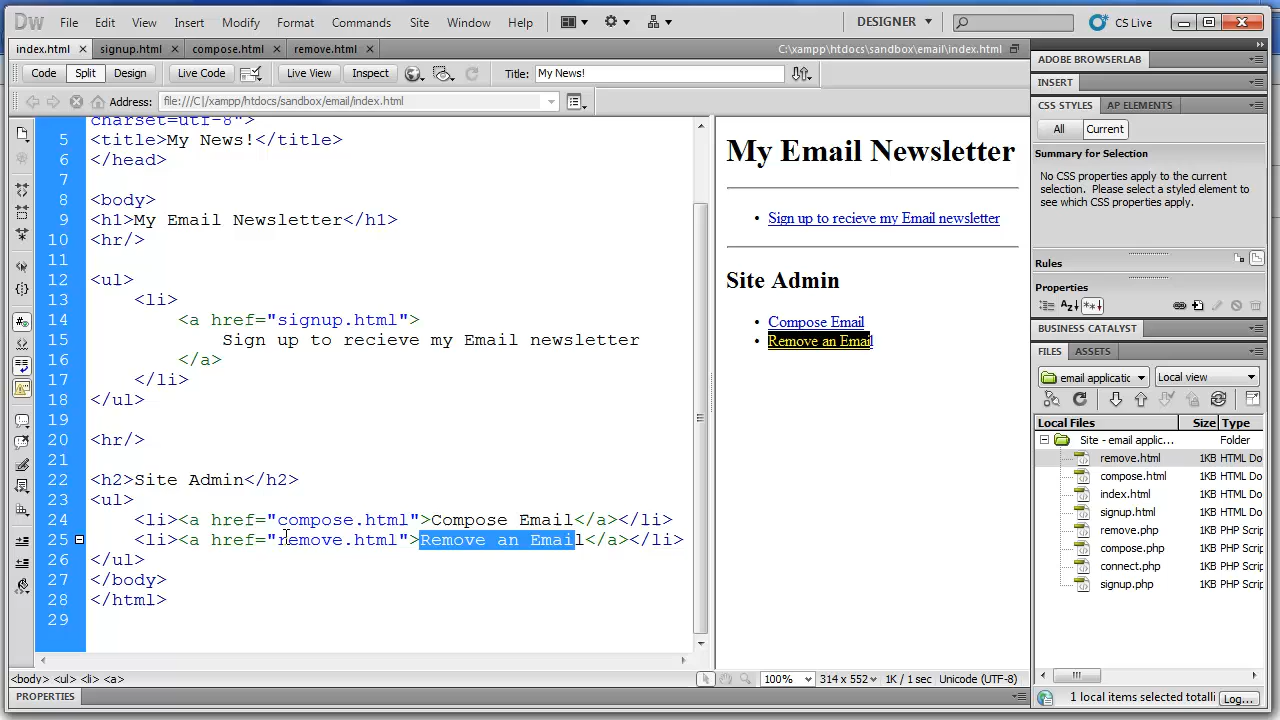 Dw File Edit View Insert Modify Format Commands Site Window Help DESIGNER CS Live
index.html signup.html compose.html remove.html C:\xampp\htdocs\sandbox\email\index.html
Code Split Design Live Code Live View Inspect Title: My News!
Address: file:///C|/xampp/htdocs/sandbox/email/index.html
charset=utf-8">
5 <title>My News!</title>
6 </head>
7
8 <body>
9 <h1>My Email Newsletter</h1>
10 <hr/>
11
12 <ul>
13 <li>
14 <a href="signup.html">
15 Sign up to recieve my Email newsletter
16 </a>
17 </li>
18 </ul>
19
20 <hr/>
21
22 <h2>Site Admin</h2>
23 <ul>
24 <li><a href="compose.html">Compose Email</a></li>
25 <li><a href="remove.html">Remove an Email</a></li>
26 </ul>
27 </body>
28 </html>
29
My Email Newsletter
• Sign up to recieve my Email newsletter
Site Admin
• Compose Email
• Remove an Email
<body> <ul> <li> <a> 100% 314 x 552 1K / 1 sec Unicode (UTF-8)
PROPERTIES
ADOBE BROWSERLAB
INSERT
CSS STYLES AP ELEMENTS
All Current
Summary for Selection
No CSS properties apply to the current
selection. Please select a styled element to
see which CSS properties apply.
Rules
Properties
BUSINESS CATALYST
FILES ASSETS
email applicatic Local view
Local Files Size Type
Site - email applic... Folder
remove.html 1KB HTML Do
compose.html 1KB HTML Do
index.html 1KB HTML Do
signup.html 1KB HTML Do
remove.php 1KB PHP Scrip
compose.php 1KB PHP Scrip
connect.php 1KB PHP Scrip
signup.php 1KB PHP Scrip
1 local items selected totalli Log...